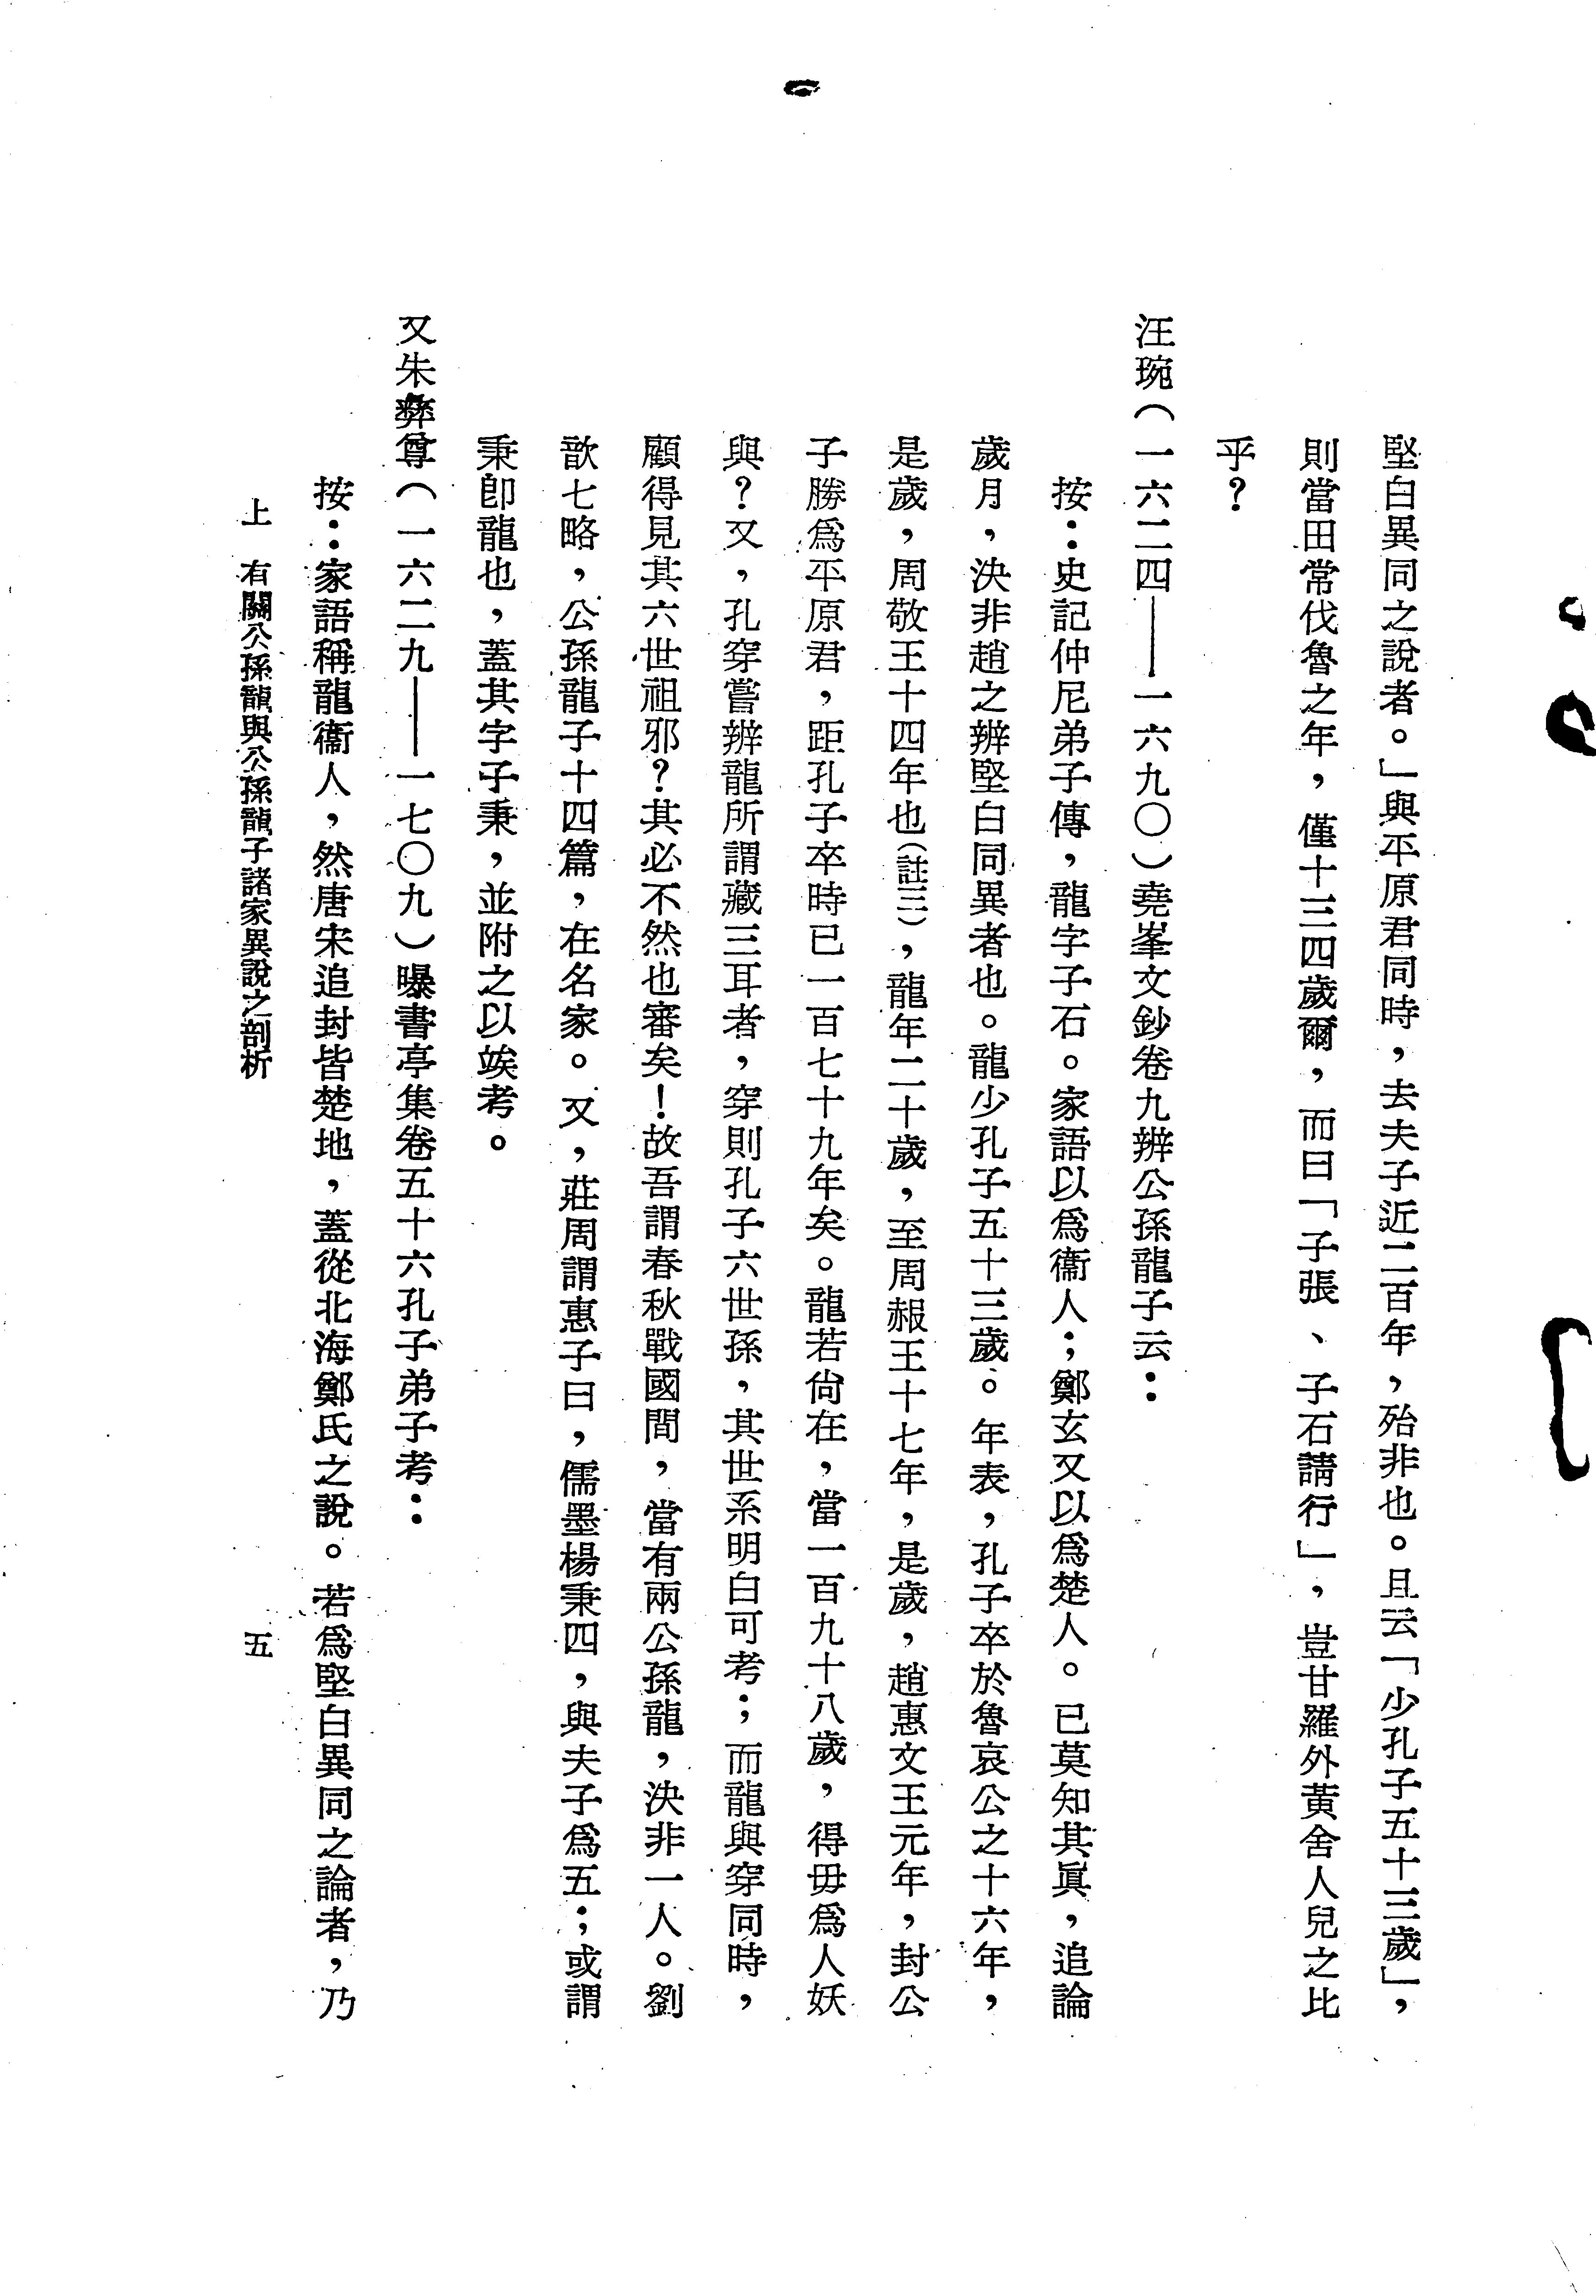 堅白異同之說者。」與平原君同時，去夫子近二百年，殆非也。且云「少孔子五十三歲」，
則當田常伐魯之年，僅十三四歲爾，而曰「子張、子石請行」，豈甘羅外黃舍人兒之比
乎？
汪琬（一六二四——一六九〇）堯峯文鈔卷九辨公孫龍子云：
按：史記仲尼弟子傳，龍字子石。家語以爲衞人；鄭玄又以爲楚人。已莫知其眞，追論
歲月，決非趙之辨堅白同異者也。龍少孔子五十三歲。年表，孔子卒於魯哀公之十六年，
是歲，周敬王十四年也（註三），龍年二十歲，至周赧王十七年，是歲，趙惠文王元年，封公
子勝爲平原君，距孔子卒時已一百七十九年矣。龍若尙在，當一百九十八歲，得毋爲人妖
與？又，孔穿嘗辨龍所謂藏三耳者，穿則孔子六世孫，其世系明白可考；而龍與穿同時，
顧得見其六世祖邪？其必不然也審矣！故吾謂春秋戰國間，當有兩公孫龍，決非一人。劉
歆七略，公孫龍子十四篇，在名家。又，莊周謂惠子曰，儒墨楊秉四，與夫子爲五；或謂
秉卽龍也，蓋其字子秉，並附之以竢考。
又朱彝尊（一六二九——一七〇九）曝書亭集卷五十六孔子弟子考：
按：家語稱龍衞人，然唐宋追封皆楚地，蓋從北海鄭氏之說。若爲堅白異同之論者，乃
上　有關公孫龍與公孫龍子諸家異說之剖析
五